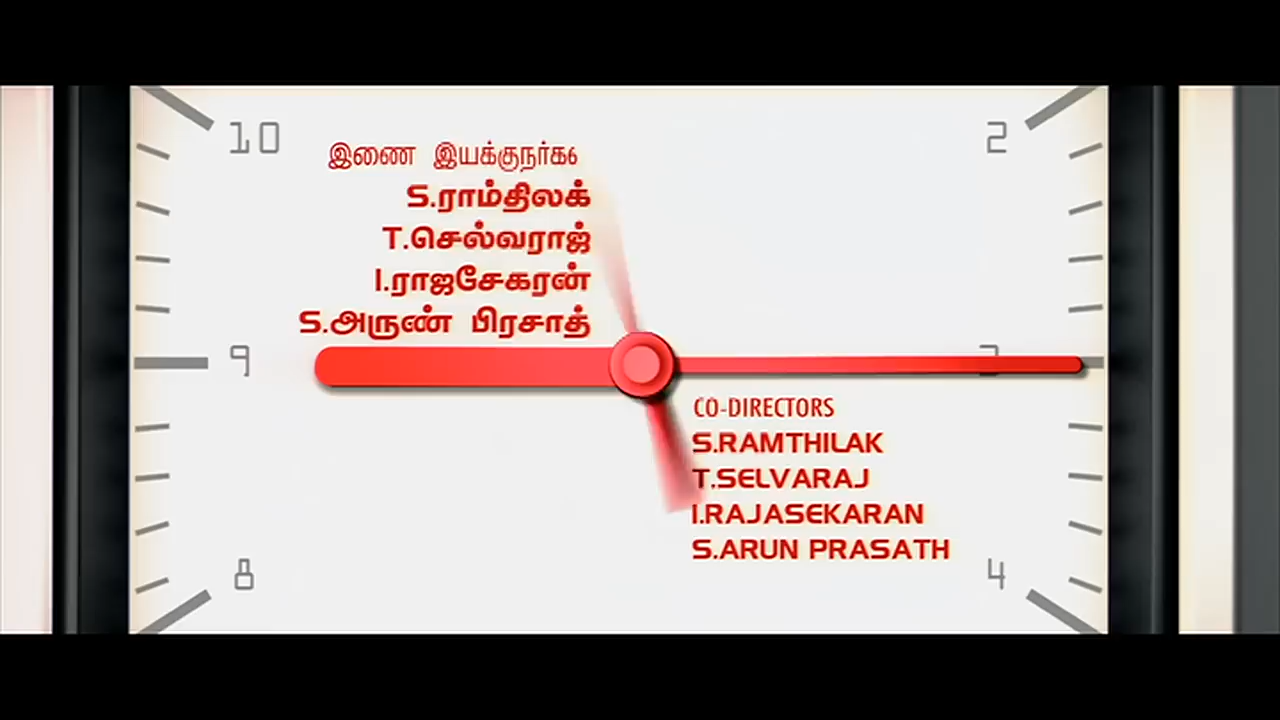 10
2
இணை இயக்குநர்க
S.ராம்திலக்
T.செல்வராஜ்
I.ராஜசேகரன்
S.அருண் பிரசாத்
9
3
CO-DIRECTORS
S.RAMTHILAK
T.SELVARAJ
I.RAJASEKARAN
S.ARUN PRASATH
8
4